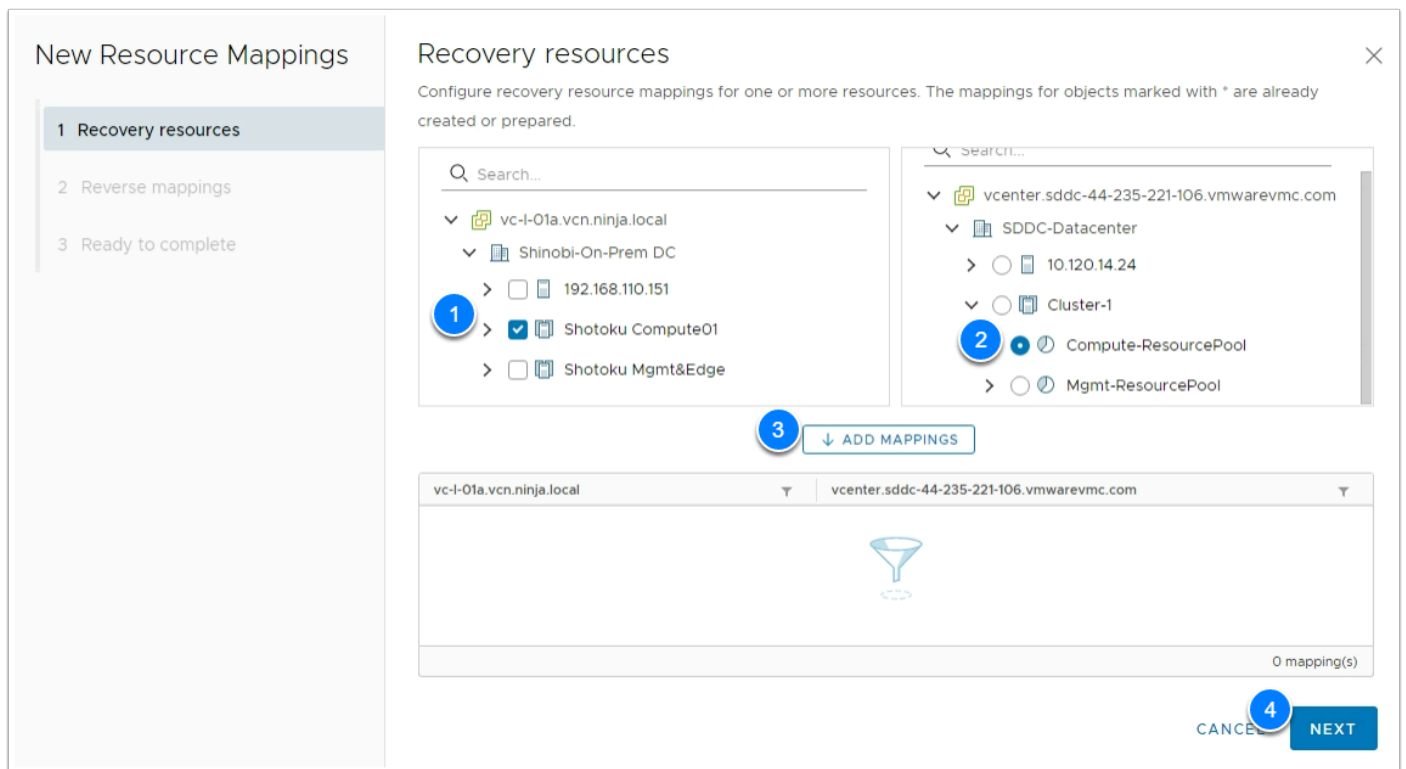 New Resource Mappings
1 Recovery resources
2 Reverse mappings
3 Ready to complete
Recovery resources
Configure recovery resource mappings for one or more resources. The mappings for objects marked with * are already
created or prepared.
Search...
vc-l-01a.vcn.ninja.local
Shinobi-On-Prem DC
192.168.110.151
1
Shotoku Compute01
Shotoku Mgmt&Edge
Search...
vcenter.sddc-44-235-221-106.vmwarevmc.com
SDDC-Datacenter
10.120.14.24
Cluster-1
2
Compute-ResourcePool
Mgmt-ResourcePool
3
ADD MAPPINGS
vc-l-01a.vcn.ninja.local
vcenter.sddc-44-235-221-106.vmwarevmc.com
0 mapping(s)
CANCEL
4
NEXT